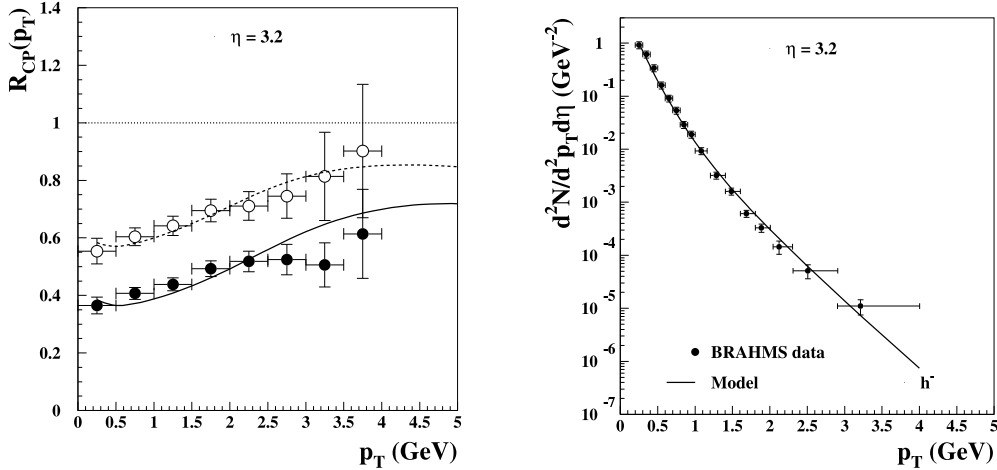 R_CP(p_T)
η = 3.2
1.4
1.2
1
0.8
0.6
0.4
0.2
0
0 0.5 1 1.5 2 2.5 3 3.5 4 4.5 5
p_T (GeV)
d²N/d²p_T dη (GeV⁻²)
η = 3.2
1
10⁻¹
10⁻²
10⁻³
10⁻⁴
10⁻⁵
10⁻⁶
10⁻⁷
BRAHMS data
Model
h⁻
0 0.5 1 1.5 2 2.5 3 3.5 4 4.5 5
p_T (GeV)